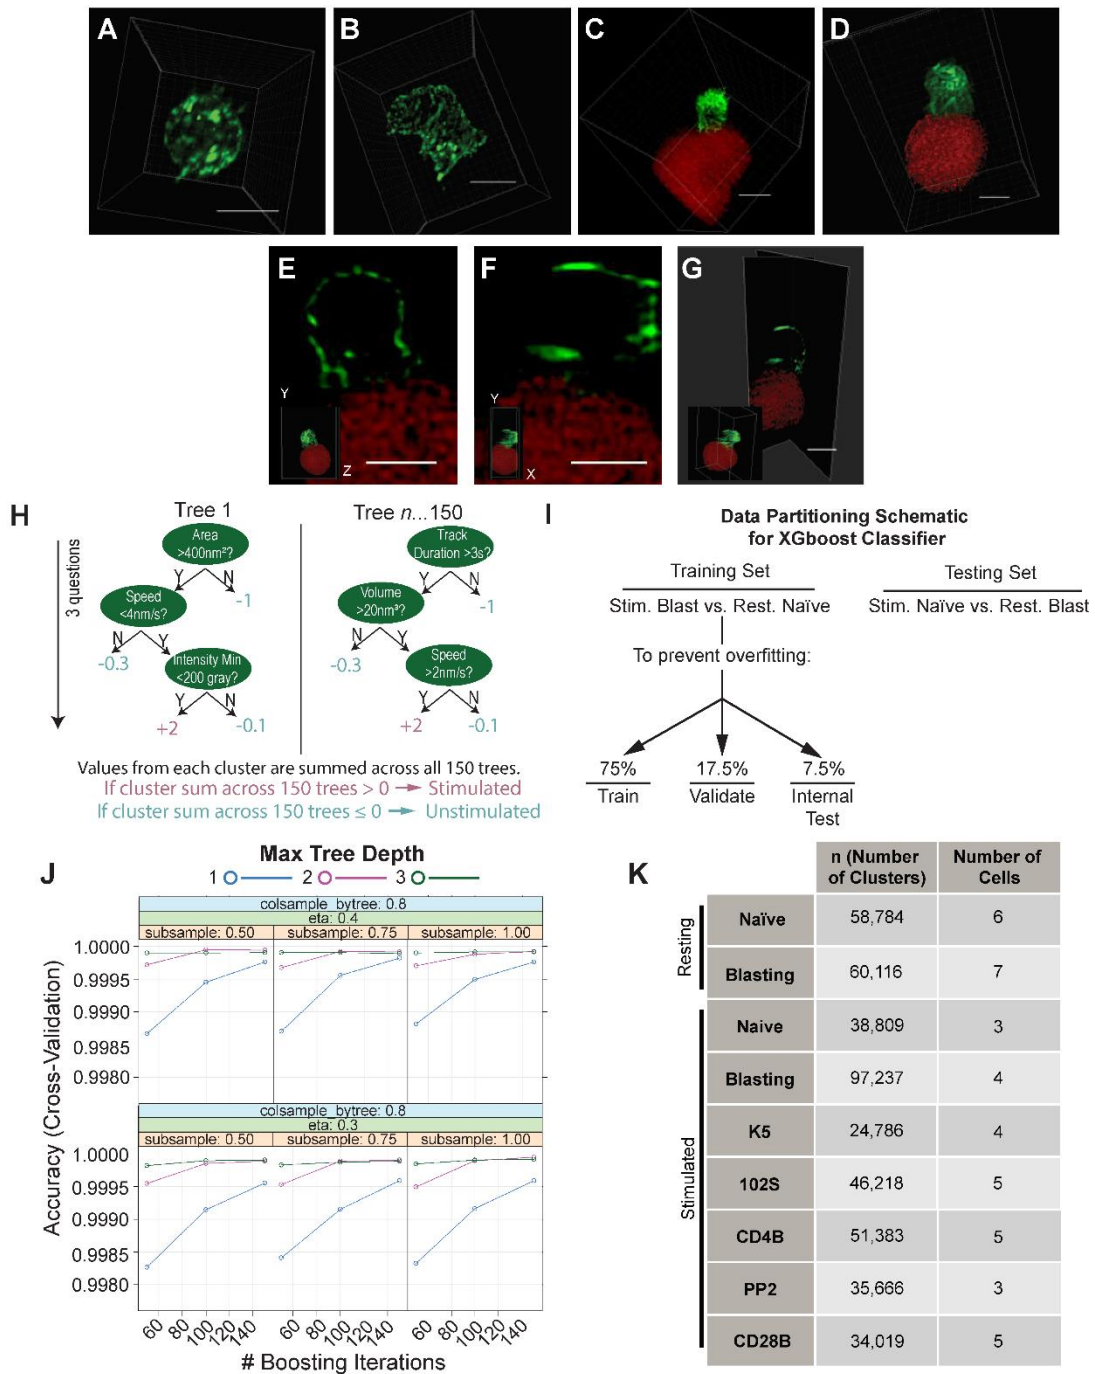 A
B
C
D
E
Y
Z
F
Y
X
G
H
Tree 1
Tree n...150
3 questions
Area
>400nm²?
Y
N
-1
Speed
<4nm/s?
N
Y
-0.3
Intensity Min
<200 gray?
Y
N
+2
-0.1
Track
Duration >3s?
Y
N
-1
Volume
>20nm³?
N
Y
-0.3
Speed
>2nm/s?
Y
N
+2
-0.1
Values from each cluster are summed across all 150 trees.
If cluster sum across 150 trees > 0 → Stimulated
If cluster sum across 150 trees ≤ 0 → Unstimulated
I
Data Partitioning Schematic
for XGboost Classifier
Training Set
Testing Set
Stim. Blast vs. Rest. Naïve
Stim. Naïve vs. Rest. Blast
To prevent overfitting:
75%
Train
17.5%
Validate
7.5%
Internal
Test
J
Max Tree Depth
1 2 3
colsample_bytree: 0.8
eta: 0.4
subsample: 0.50 subsample: 0.75 subsample: 1.00
1.0000
0.9995
0.9990
0.9985
0.9980
colsample_bytree: 0.8
eta: 0.3
subsample: 0.50 subsample: 0.75 subsample: 1.00
1.0000
0.9995
0.9990
0.9985
0.9980
Accuracy (Cross-Validation)
60 80 100 120 140 60 80 100 120 140 60 80 100 120 140
# Boosting Iterations
K
n (Number of Clusters) Number of Cells
Resting
Naïve 58,784 6
Blasting 60,116 7
Stimulated
Naive 38,809 3
Blasting 97,237 4
K5 24,786 4
102S 46,218 5
CD4B 51,383 5
PP2 35,666 3
CD28B 34,019 5